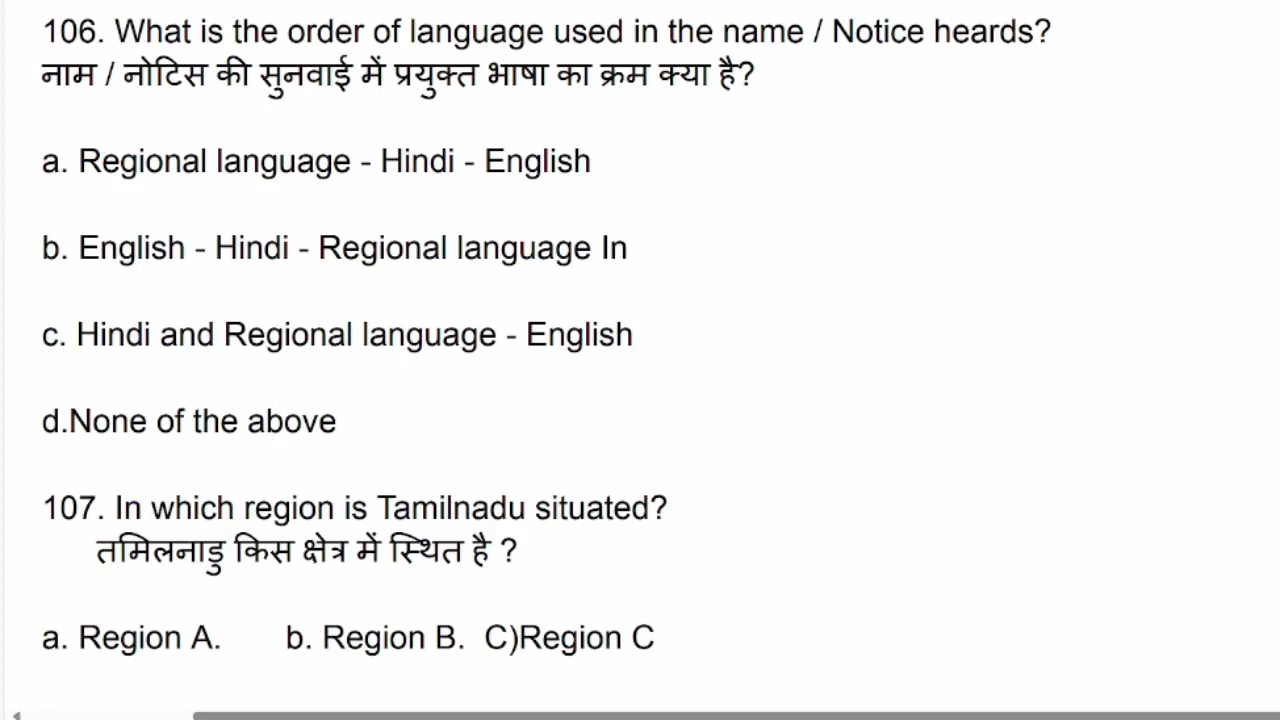 106. What is the order of language used in the name / Notice heards?
नाम / नोटिस की सुनवाई में प्रयुक्त भाषा का क्रम क्या है?
a. Regional language - Hindi - English
b. English - Hindi - Regional language In
c. Hindi and Regional language - English
d.None of the above
107. In which region is Tamilnadu situated?
तमिलनाडु किस क्षेत्र में स्थित है ?
a. Region A. b. Region B. C)Region C